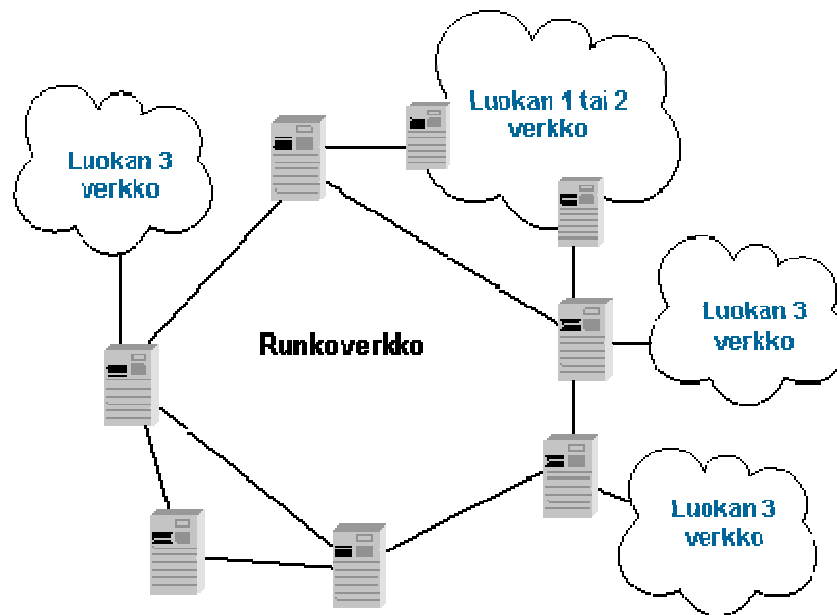 Luokan 1 tai 2
verkko
Luokan 3
verkko
Luokan 3
verkko
Runkoverkko
Luokan 3
verkko